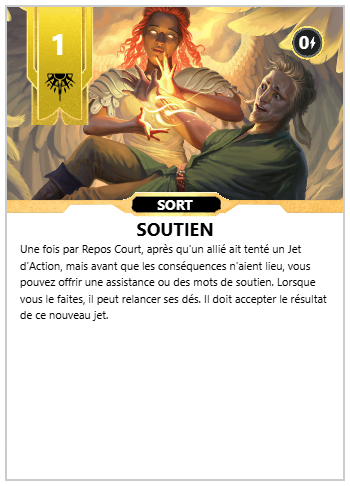 1
0
SORT
SOUTIEN
Une fois par Repos Court, après qu'un allié ait tenté un Jet
d'Action, mais avant que les conséquences n'aient lieu, vous
pouvez offrir une assistance ou des mots de soutien. Lorsque
vous le faites, il peut relancer ses dés. Il doit accepter le résultat
de ce nouveau jet.